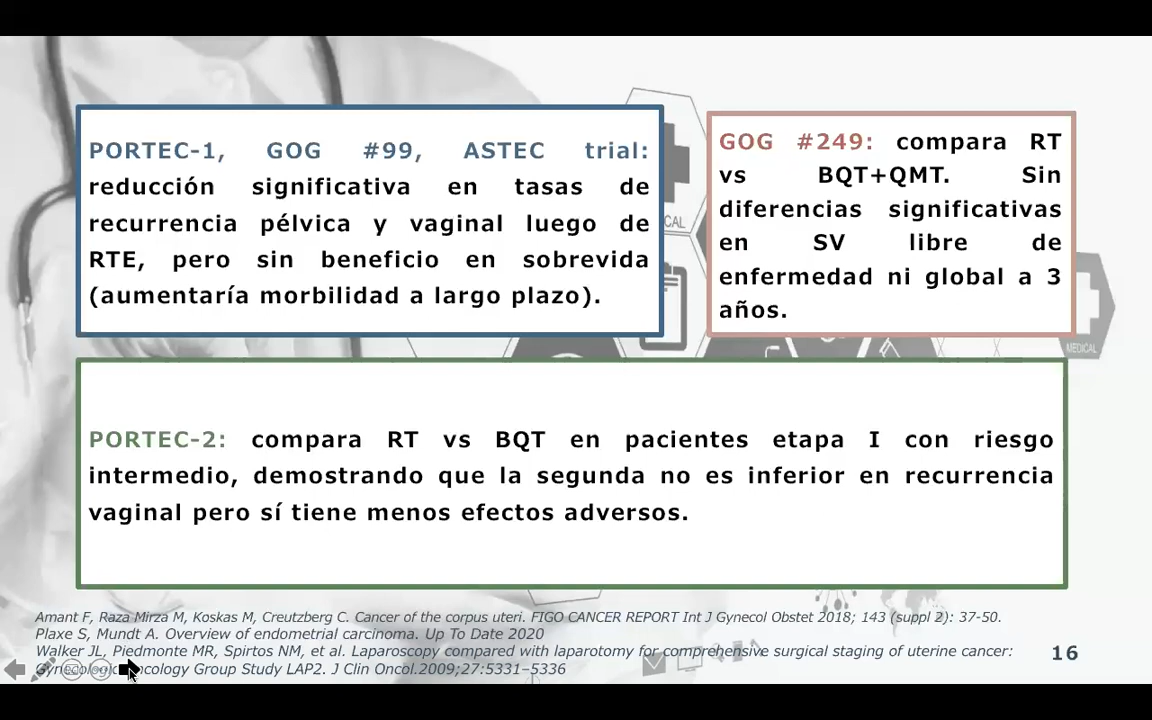 PORTEC-1, GOG #99, ASTEC trial:
reducción significativa en tasas de
recurrencia pélvica y vaginal luego de
RTE, pero sin beneficio en sobrevida
(aumentaría morbilidad a largo plazo).
GOG #249: compara RT
vs BQT+QMT. Sin
diferencias significativas
en SV libre de
enfermedad ni global a 3
años.
CAL
MEDICAL
PORTEC-2: compara RT vs BQT en pacientes etapa I con riesgo
intermedio, demostrando que la segunda no es inferior en recurrencia
vaginal pero sí tiene menos efectos adversos.
Amant F, Raza Mirza M, Koskas M, Creutzberg C. Cancer of the corpus uteri. FIGO CANCER REPORT Int J Gynecol Obstet 2018; 143 (suppl 2): 37-50.
Plaxe S, Mundt A. Overview of endometrial carcinoma. Up To Date 2020
Walker JL, Piedmonte MR, Spirtos NM, et al. Laparoscopy compared with laparotomy for comprehensive surgical staging of uterine cancer:
Gynecologic Oncology Group Study LAP2. J Clin Oncol.2009;27:5331–5336
16